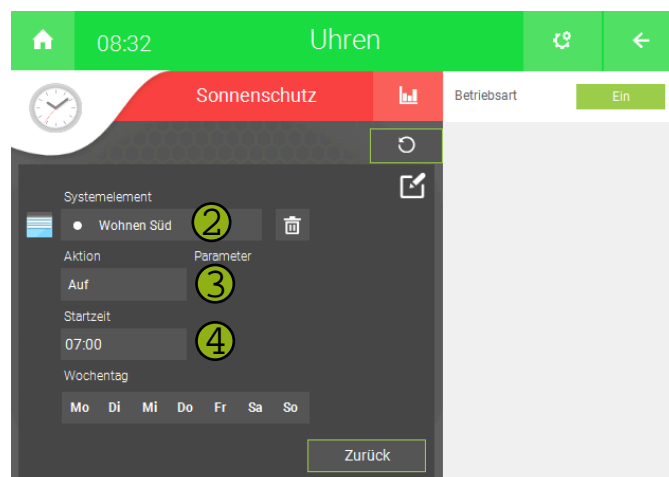 08:32 Uhren
Sonnenschutz Betriebsart Ein
Systemelement
Wohnen Süd 2
Aktion Parameter
Auf 3
Startzeit
07:00 4
Wochentag
Mo Di Mi Do Fr Sa So
Zurück